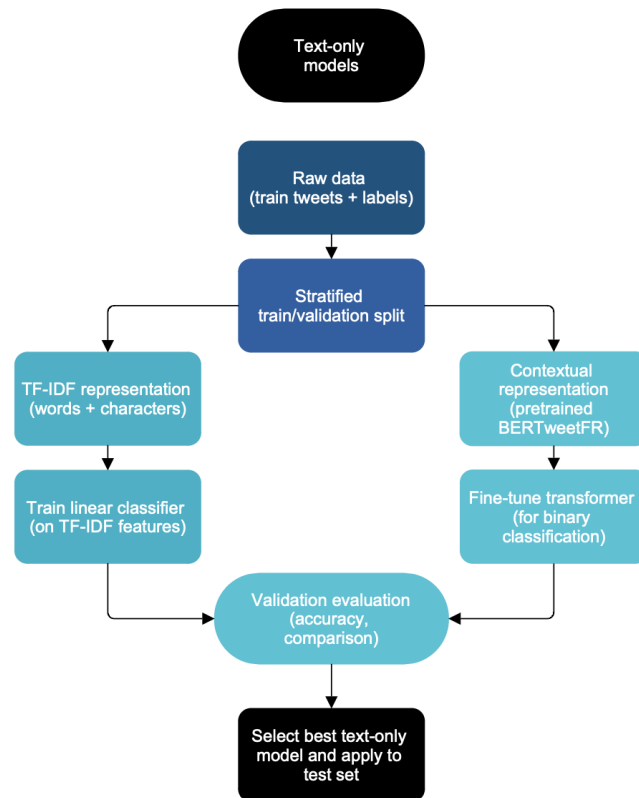 Text-only
models
Raw data
(train tweets + labels)
Stratified
train/validation split
TF-IDF representation
(words + characters)
Contextual
representation
(pretrained
BERTweetFR)
Train linear classifier
(on TF-IDF features)
Fine-tune transformer
(for binary
classification)
Validation evaluation
(accuracy,
comparison)
Select best text-only
model and apply to
test set